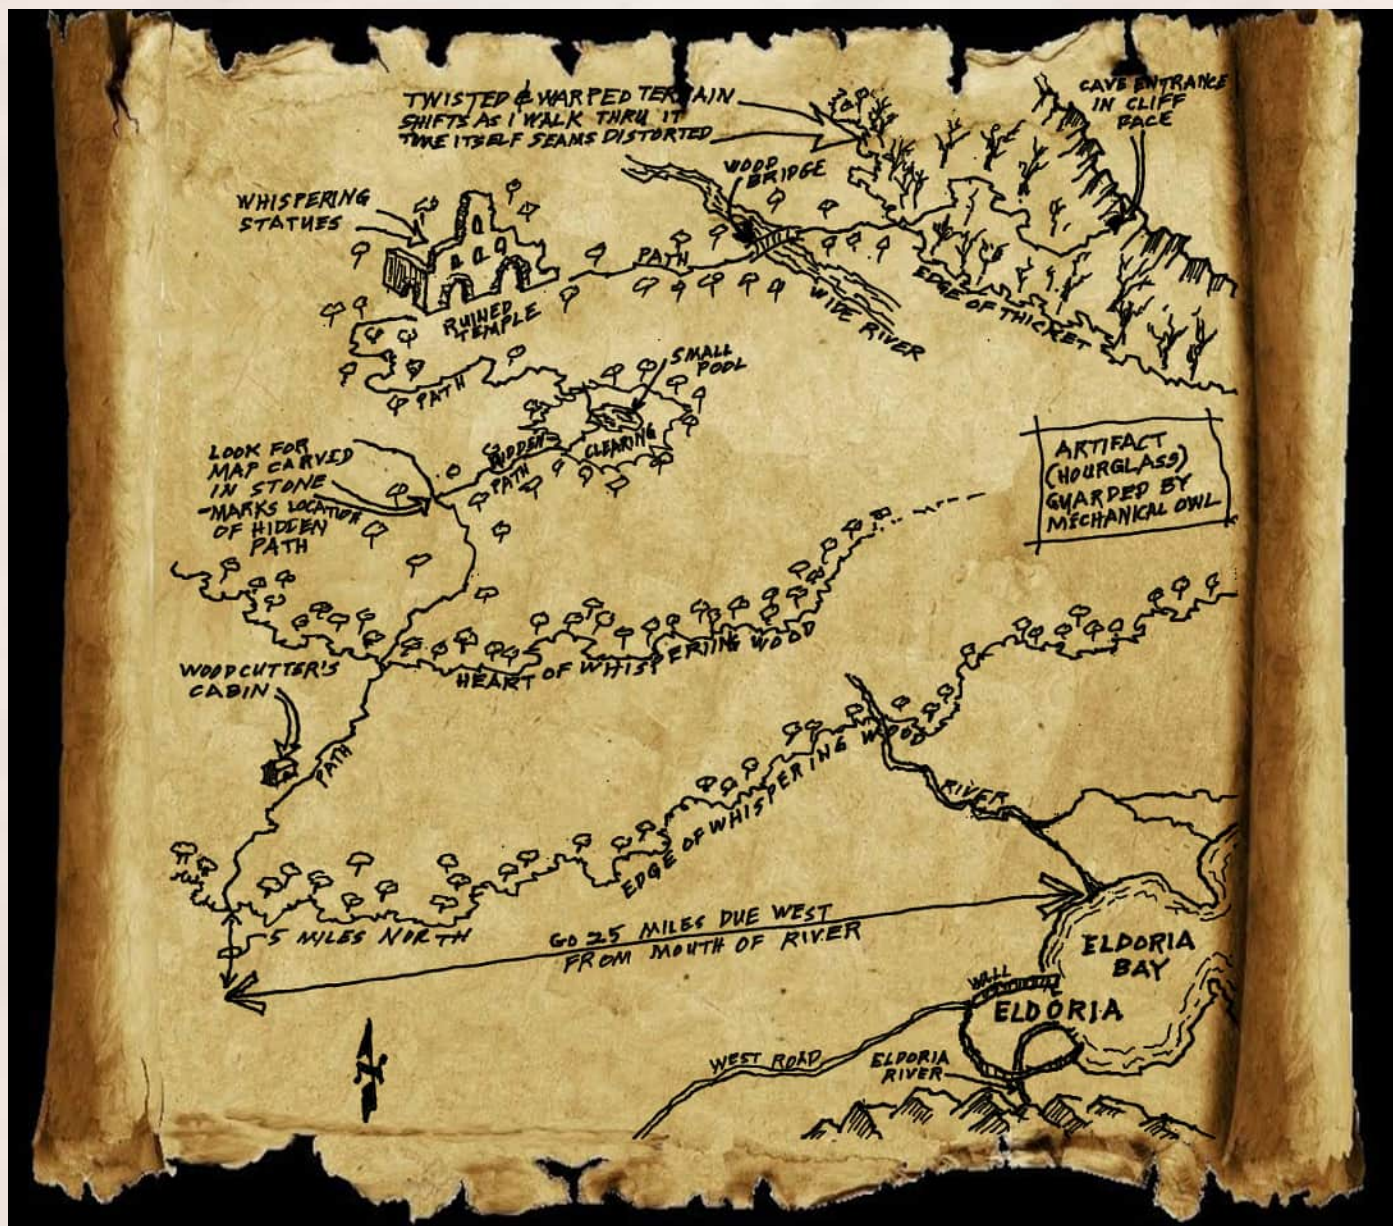 TWISTED & WARPED TERRAIN
SHIFTS AS I WALK THRU IT
TIME ITSELF SEAMS DISTORTED
CAVE ENTRANCE
IN CLIFF
FACE
WOOD
BRIDGE
WHISPERING
STATUES
PATH
RUINED
TEMPLE
WIDE RIVER
EDGE OF THICKET
SMALL
POOL
PATH
HIDDEN
PATH
CLEARING
LOOK FOR
MAP CARVED
IN STONE
-MARKS LOCATION
OF HIDDEN
PATH
ARTIFACT
(HOURGLASS)
GUARDED BY
MECHANICAL OWL
HEART OF WHISPERIING WOOD
WOODCUTTER'S
CABIN
PATH
EDGE OF WHISPERING WOOD
RIVER
5 MILES NORTH
GO 25 MILES DUE WEST
FROM MOUTH OF RIVER
ELDORIA
BAY
WALL
ELDORIA
WEST ROAD
ELDORIA
RIVER